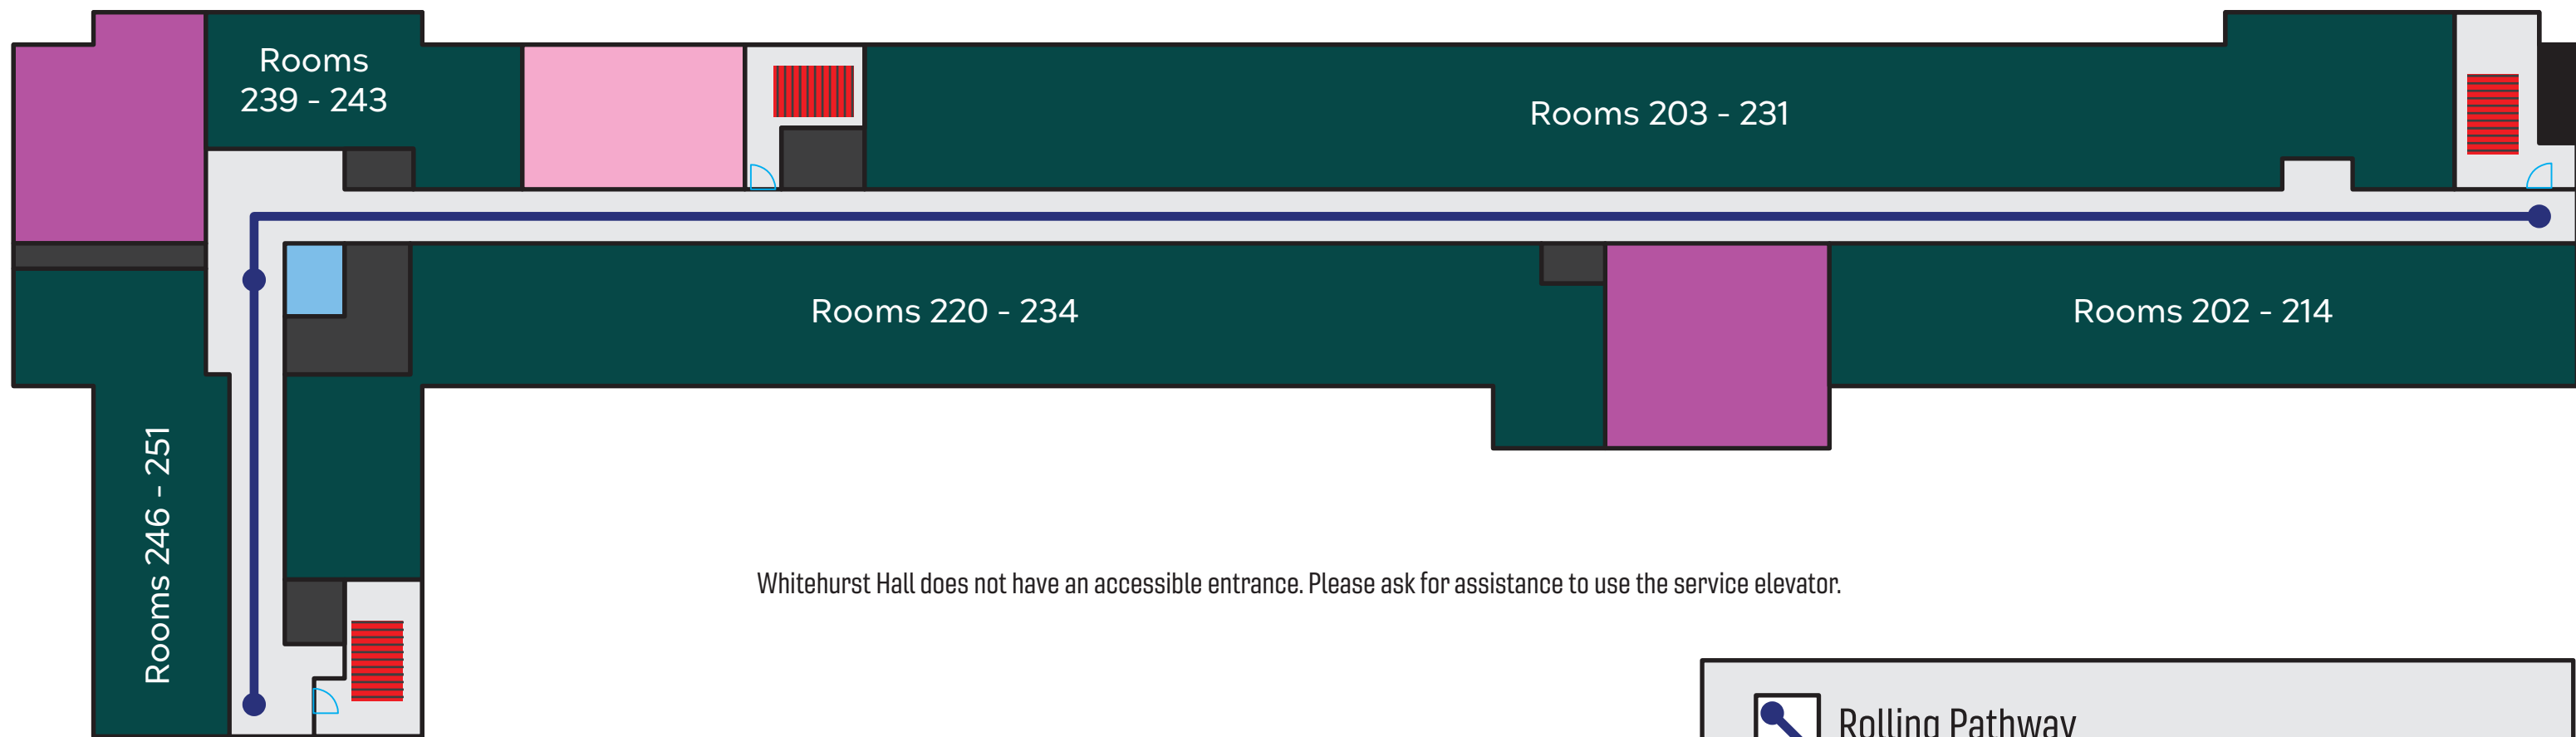 Rooms
239 - 243
Rooms 203 - 231
Rooms 220 - 234
Rooms 202 - 214
Rooms 246 - 251
Whitehurst Hall does not have an accessible entrance. Please ask for assistance to use the service elevator.
Rolling Pathway